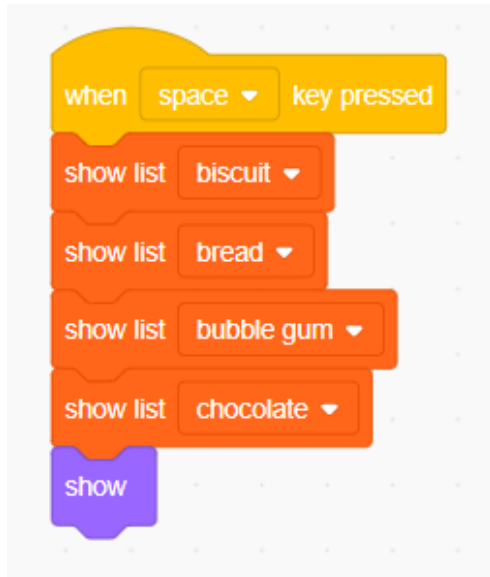 when space key pressed
show list biscuit
show list bread
show list bubble gum
show list chocolate
show